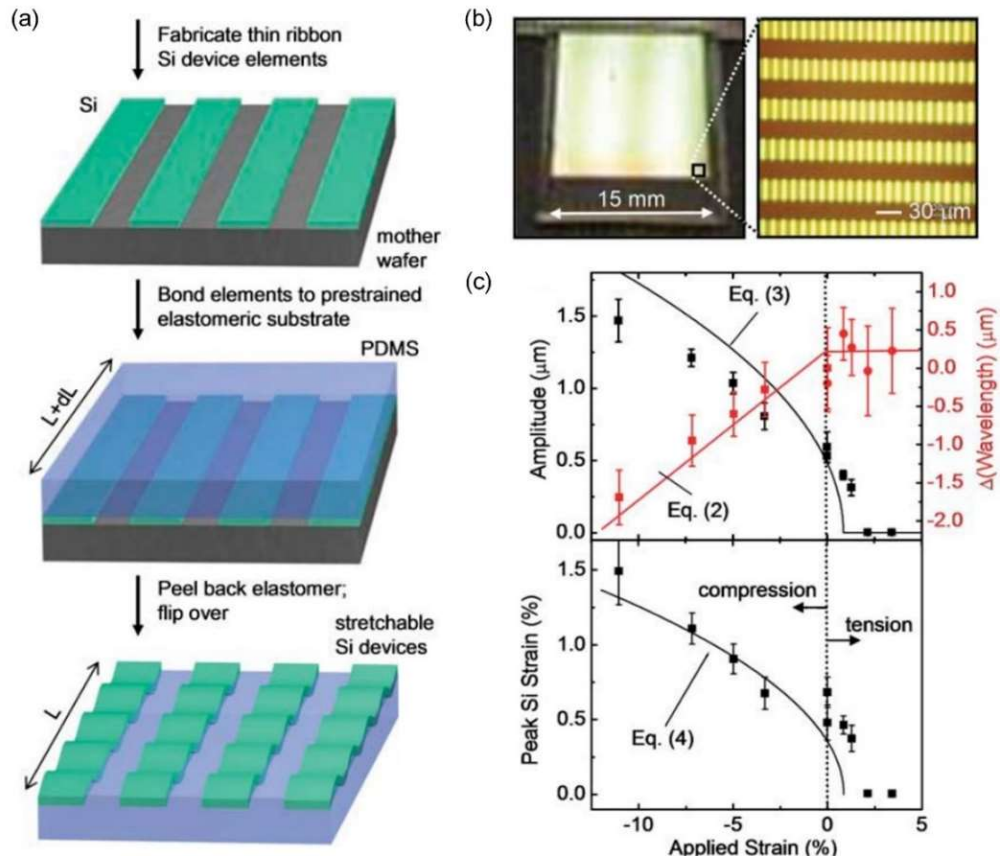 (a)
Fabricate thin ribbon
Si device elements
Si
mother
wafer
Bond elements to prestrained
elastomeric substrate
PDMS
L+dL
Peel back elastomer;
flip over
stretchable
Si devices
L
(b)
15 mm
30 µm
(c)
Eq. (3)
Eq. (2)
Amplitude (µm)
1.5
1.0
0.5
0.0
Δ(Wavelength) (µm)
1.0
0.5
0.0
-0.5
-1.0
-1.5
-2.0
compression
tension
Eq. (4)
Peak Si Strain (%)
1.5
1.0
0.5
0.0
-10
-5
0
5
Applied Strain (%)